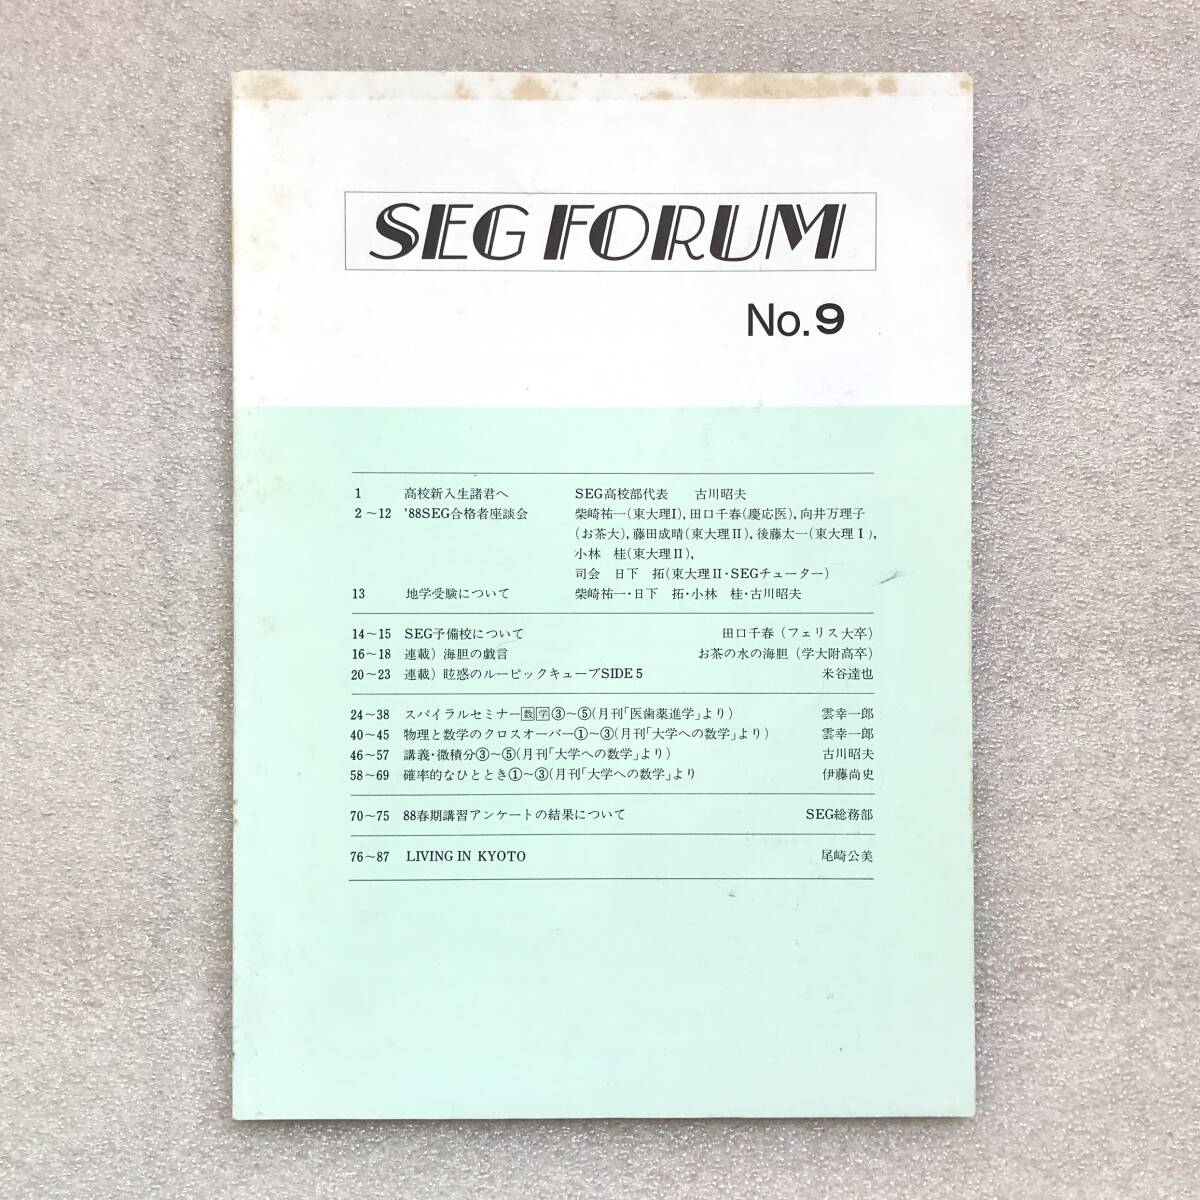 SEG FORUM
No.9
1 高校新入生諸君へ SEG高校部代表 古川昭夫
2～12 '88SEG合格者座談会 柴崎祐一(東大理I), 田口千春(慶応医), 向井万理子
(お茶大), 藤田成晴(東大理II), 後藤太一(東大理I),
小林 桂(東大理II),
司会 日下 拓(東大理II・SEGチューター)
13 地学受験について 柴崎祐一・日下 拓・小林 桂・古川昭夫
14～15 SEG予備校について 田口千春（フェリス大卒）
16～18 連載）海胆の戯言 お茶の水の海胆（学大附高卒）
20～23 連載）眩惑のルービックキューブSIDE 5 米谷達也
24～38 スパイラルセミナー数学③～⑤(月刊「医歯薬進学」より) 雲幸一郎
40～45 物理と数学のクロスオーバー①～③(月刊「大学への数学」より) 雲幸一郎
46～57 講義・微積分③～⑤(月刊「大学への数学」より) 古川昭夫
58～69 確率的なひととき①～③(月刊「大学への数学」より 伊藤尚史
70～75 88春期講習アンケートの結果について SEG総務部
76～87 LIVING IN KYOTO 尾崎公美